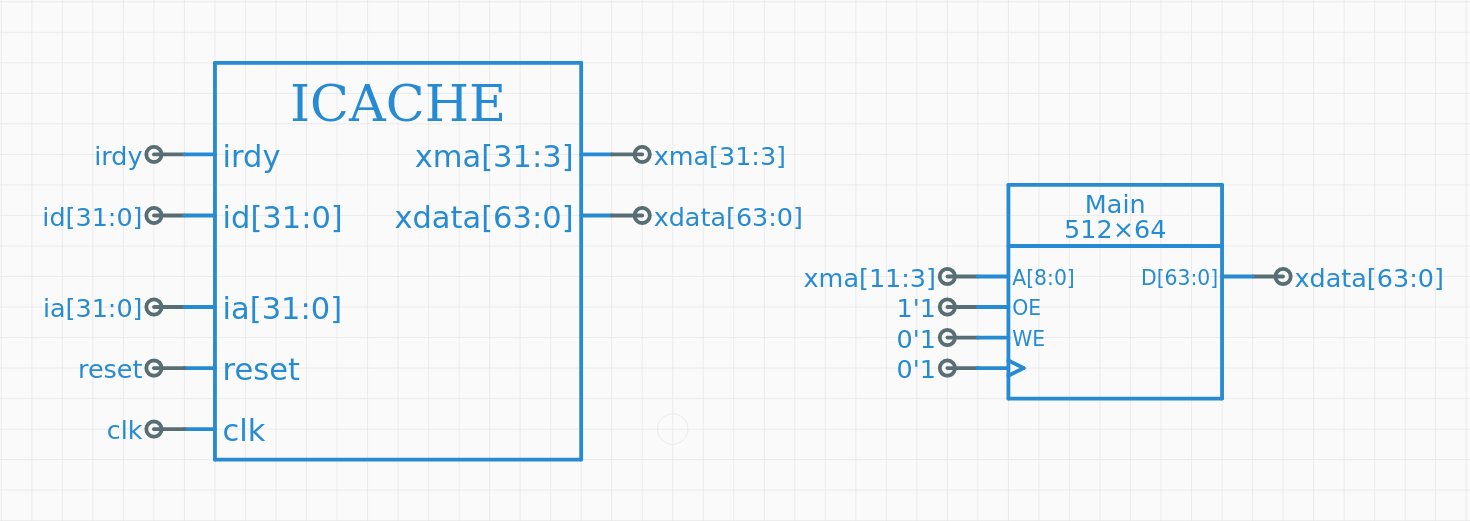 ICACHE
irdy
irdy
xma[31:3]
xma[31:3]
id[31:0]
id[31:0]
xdata[63:0]
xdata[63:0]
ia[31:0]
ia[31:0]
reset
reset
clk
clk
Main
512×64
xma[11:3]
A[8:0]
D[63:0]
xdata[63:0]
1'1
OE
0'1
WE
0'1